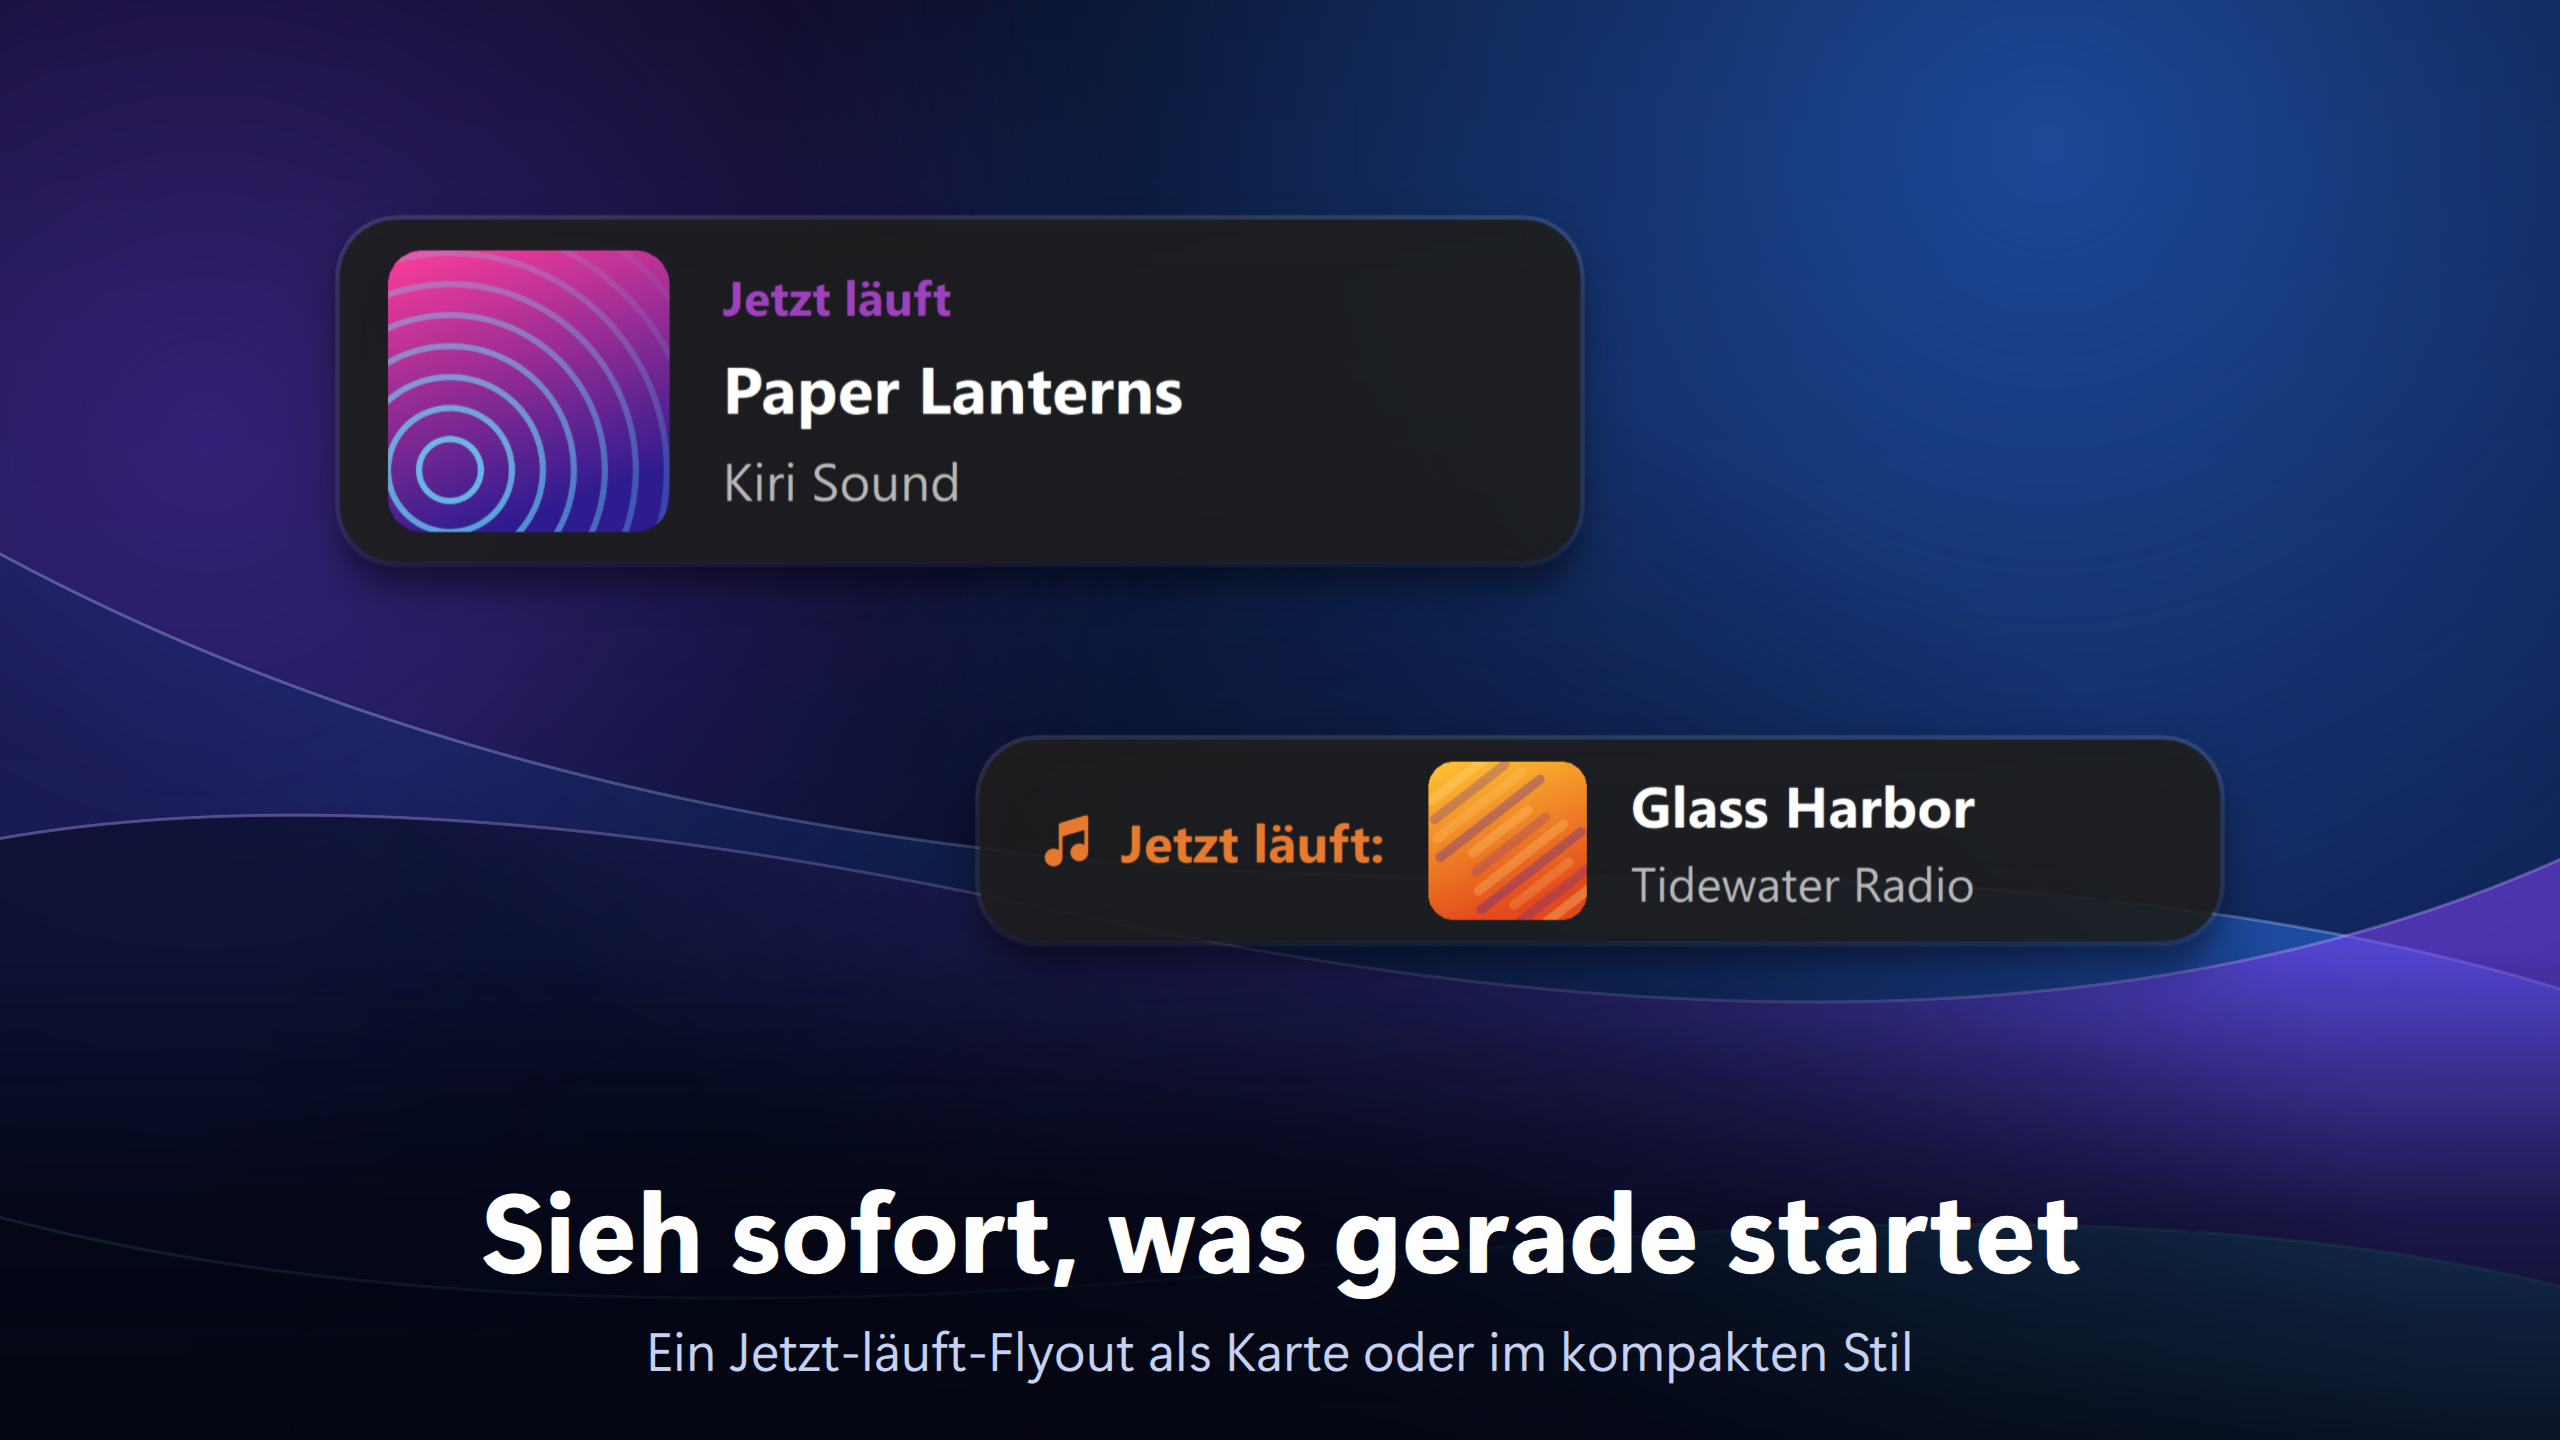 Jetzt läuft
Paper Lanterns
Kiri Sound
Jetzt läuft:
Glass Harbor
Tidewater Radio
Sieh sofort, was gerade startet
Ein Jetzt-läuft-Flyout als Karte oder im kompakten Stil